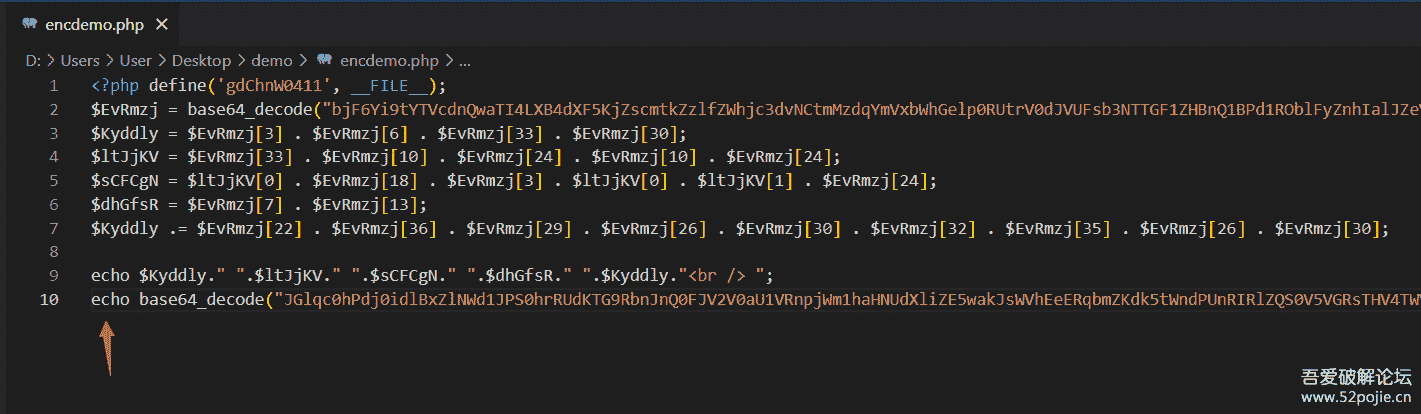 encdemo.php
D: > Users > User > Desktop > demo > encdemo.php > ...
1 <?php define('gdChnW0411', __FILE__);
2 $EvRmzj = base64_decode("bjF6Yi9tYTVcdnQwaTI4LXB4dXF5KjZscmtkZzlfZWhjc3dvNCtmMzdqYmVxbWhGelp0RUtrV0dJVUFsb3NTTGF1ZHBnQ1BPd1ROblFyZnhIalJZeV
3 $Kyddly = $EvRmzj[3] . $EvRmzj[6] . $EvRmzj[33] . $EvRmzj[30];
4 $ltJjKV = $EvRmzj[33] . $EvRmzj[10] . $EvRmzj[24] . $EvRmzj[10] . $EvRmzj[24];
5 $sCFCgN = $ltJjKV[0] . $EvRmzj[18] . $EvRmzj[3] . $ltJjKV[0] . $ltJjKV[1] . $EvRmzj[24];
6 $dhGfsR = $EvRmzj[7] . $EvRmzj[13];
7 $Kyddly .= $EvRmzj[22] . $EvRmzj[36] . $EvRmzj[29] . $EvRmzj[26] . $EvRmzj[30] . $EvRmzj[32] . $EvRmzj[35] . $EvRmzj[26] . $EvRmzj[30];
8
9 echo $Kyddly." ".$ltJjKV." ".$sCFCgN." ".$dhGfsR." ".$Kyddly."<br /> ";
10 echo base64_decode("JGlqc0hPdj0idlBxZlNWd1JPS0hrRUdKTG9RbnJnQ0FJV2V0aU1VRnpjWm1haHNUdXliZE5wakJsWVhEeERqbmZKdk5tWndPUnRIRlZQS0V5VGRsTHV4TW
吾爱破解论坛
www.52pojie.cn